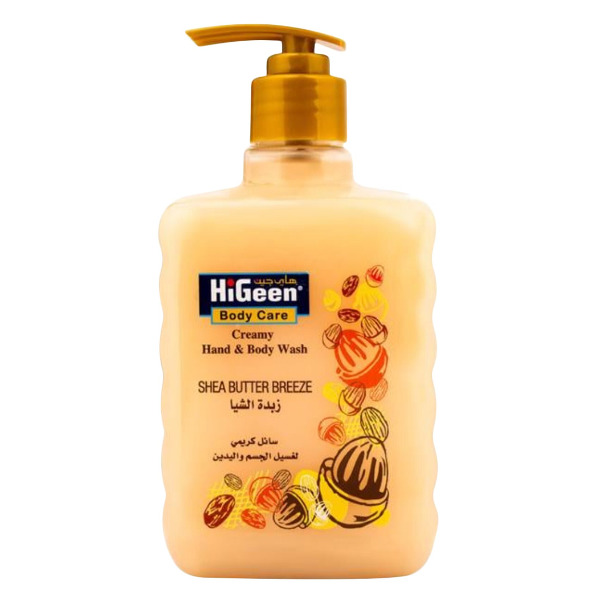 هاي جين
HiGeen®
Body Care
Creamy
Hand & Body Wash
SHEA BUTTER BREEZE
زبدة الشيا
سائل كريمي
لغسيل الجسم واليدين